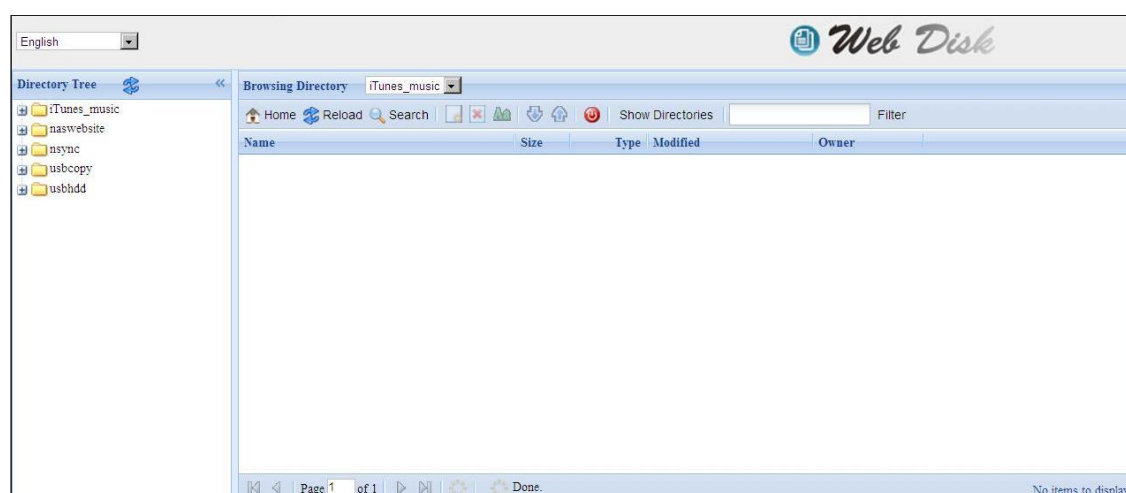 English
Web Disk
Directory Tree
iTunes_music
naswebsite
nsync
usbcopy
usbhdd
Browsing Directory iTunes_music
Home Reload Search Show Directories Filter
Name Size Type Modified Owner
Page 1 of 1 Done. No items to display